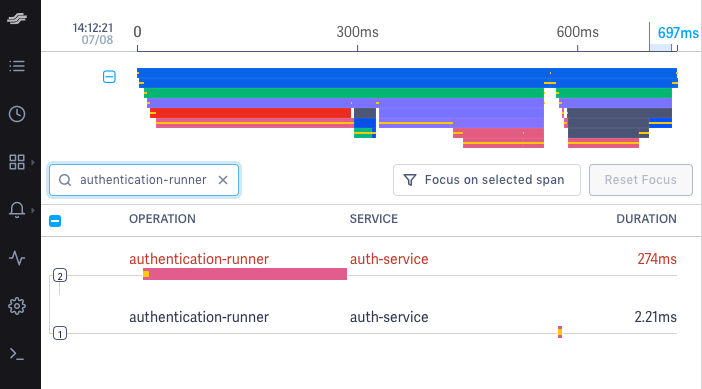 14:12:21
07/08
0 300ms 600ms 697ms
authentication-runner
Focus on selected span
Reset Focus
OPERATION SERVICE DURATION
authentication-runner auth-service 274ms
2
authentication-runner auth-service 2.21ms
1